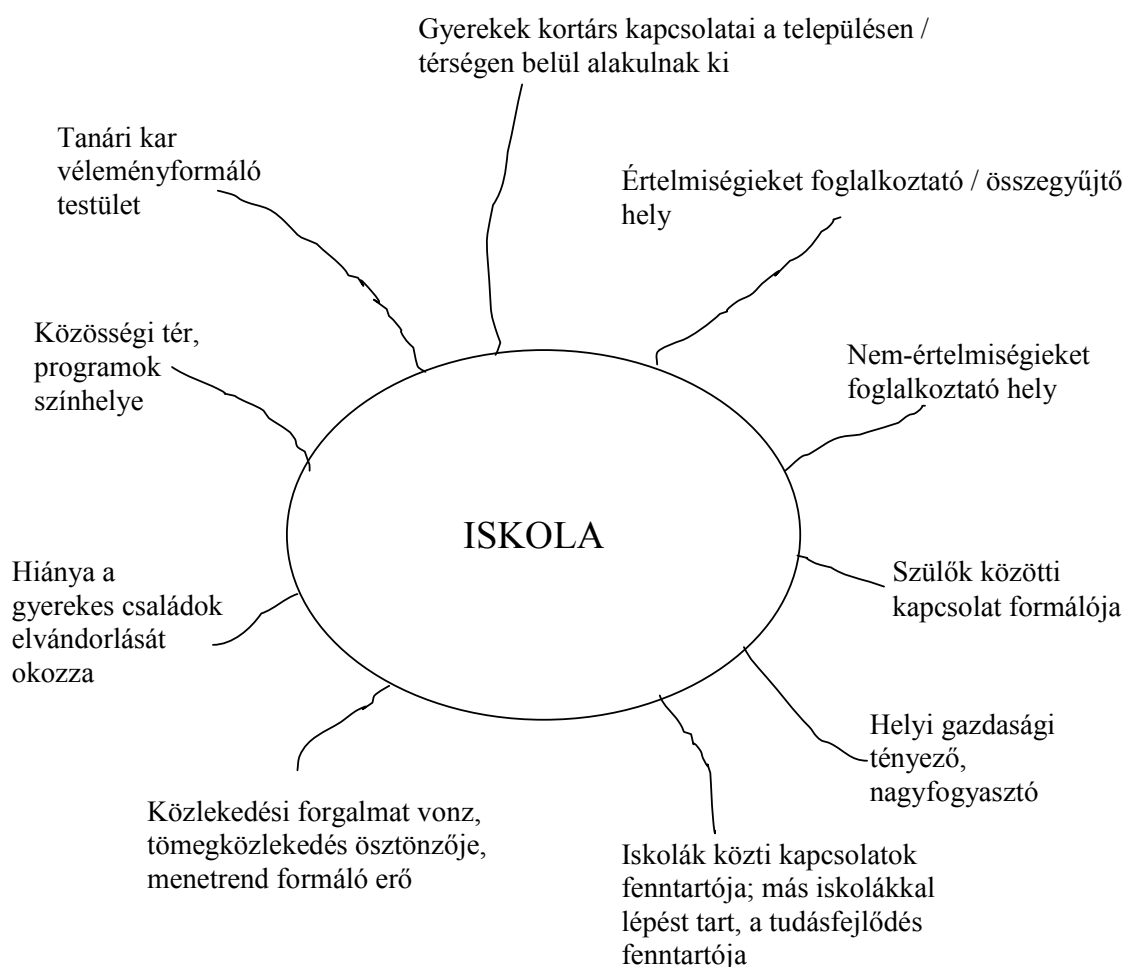 Gyerekek kortárs kapcsolatai a településen /
térségen belül alakulnak ki
Tanári kar
véleményformáló
testület
Értelmiségieket foglalkoztató / összegyűjtő
hely
Közösségi tér,
programok
színhelye
Nem-értelmiségieket
foglalkoztató hely
ISKOLA
Hiánya a
gyerekes családok
elvándorlását
okozza
Szülők közötti
kapcsolat formálója
Helyi gazdasági
tényező,
nagyfogyasztó
Közlekedési forgalmat vonz,
tömegközlekedés ösztönzője,
menetrend formáló erő
Iskolák közti kapcsolatok
fenntartója; más iskolákkal
lépést tart, a tudásfejlődés
fenntartója